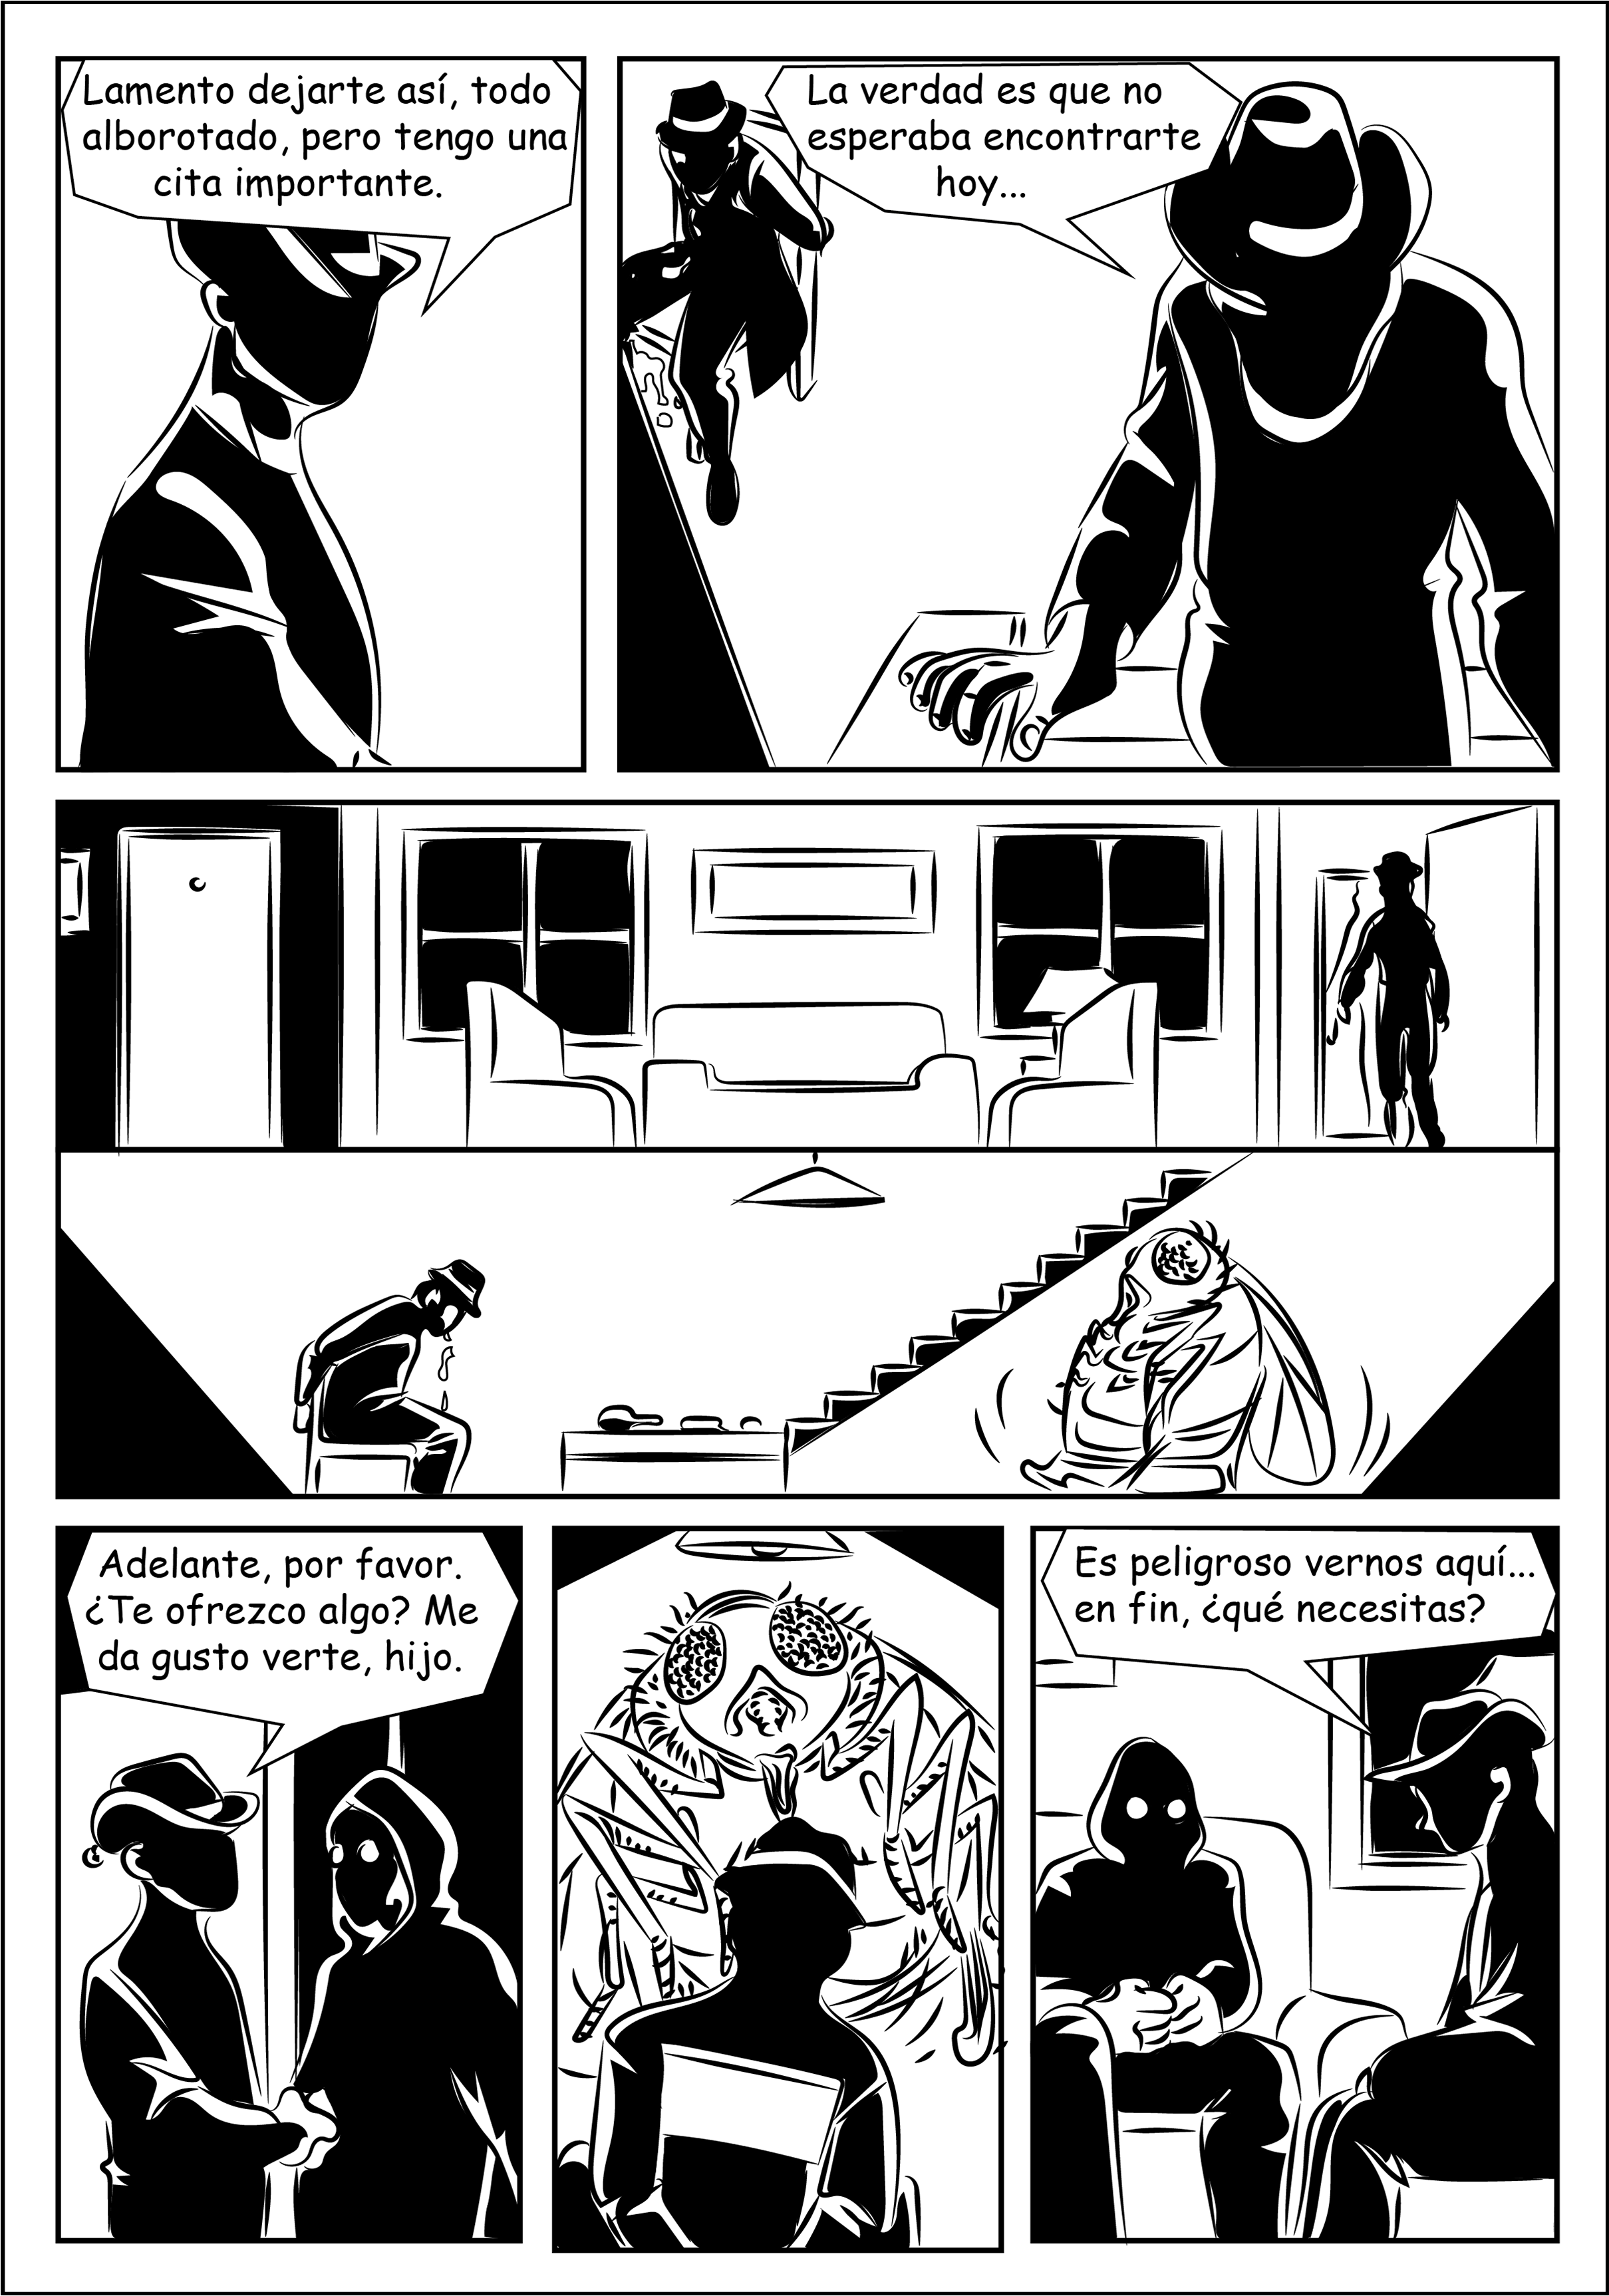 Lamento dejarte así, todo
alborotado, pero tengo una
cita importante.
La verdad es que no
esperaba encontrarte
hoy...
Adelante, por favor.
¿Te ofrezco algo? Me
da gusto verte, hijo.
Es peligroso vernos aquí...
en fin, ¿qué necesitas?